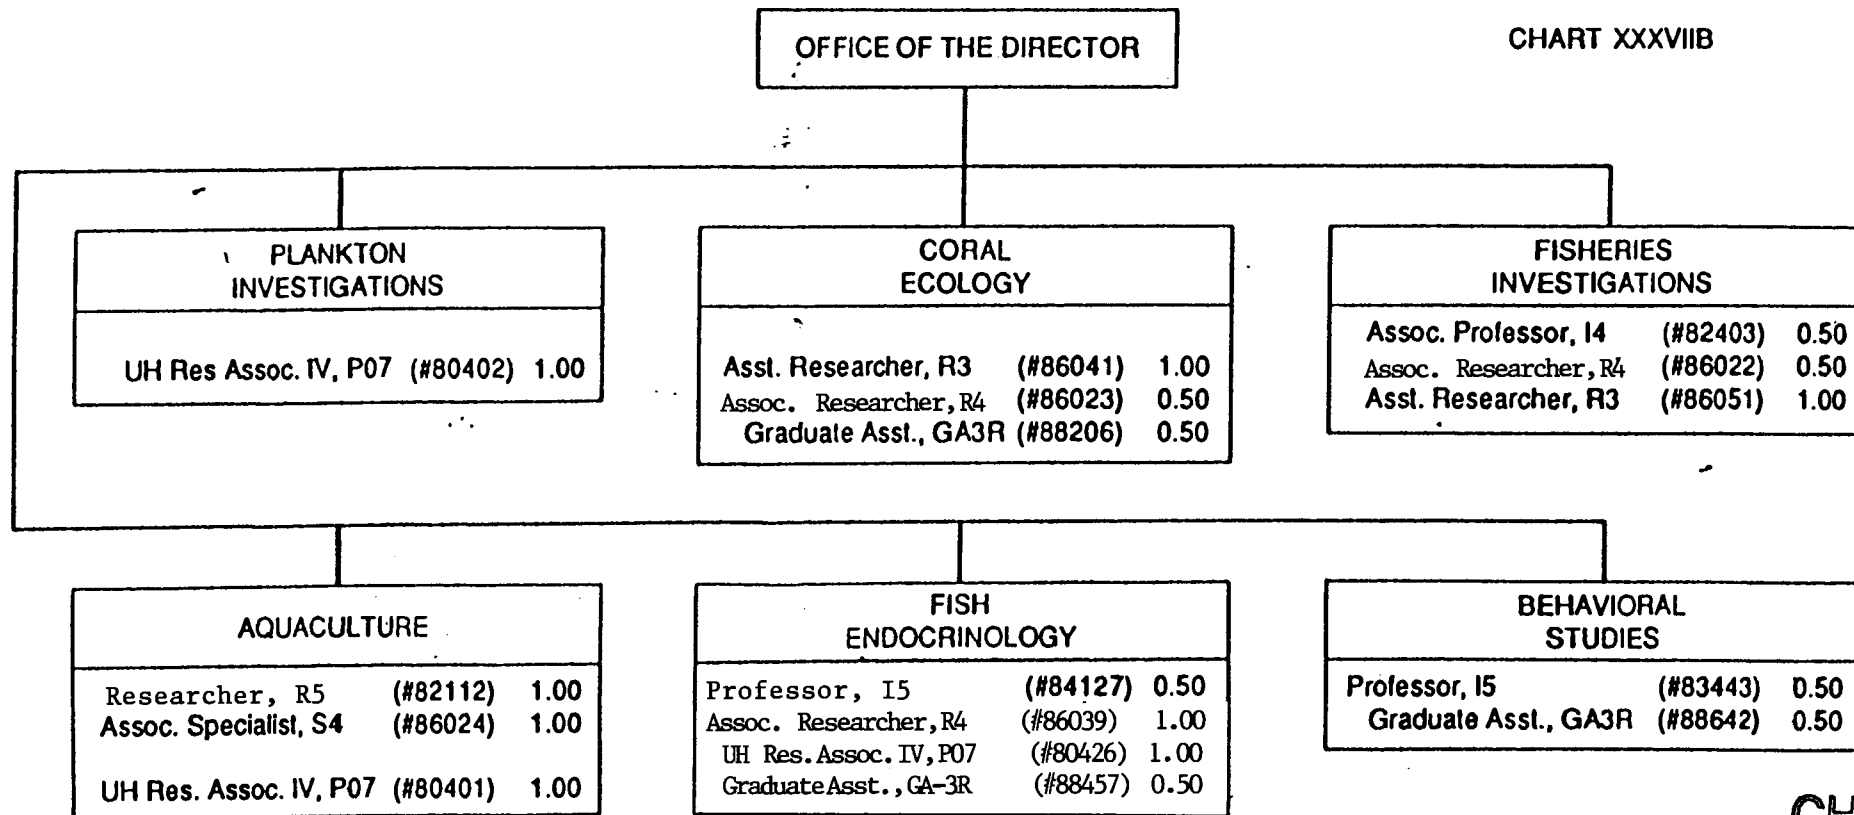 OFFICE OF THE DIRECTOR
CHART XXXVIIB
PLANKTON
INVESTIGATIONS
UH Res Assoc. IV, P07 (#80402) 1.00
CORAL
ECOLOGY
Asst. Researcher, R3 (#86041) 1.00
Assoc. Researcher,R4 (#86023) 0.50
Graduate Asst., GA3R (#88206) 0.50
FISHERIES
INVESTIGATIONS
Assoc. Professor, I4 (#82403) 0.50
Assoc. Researcher,R4 (#86022) 0.50
Asst. Researcher, R3 (#86051) 1.00
AQUACULTURE
Researcher, R5 (#82112) 1.00
Assoc. Specialist, S4 (#86024) 1.00
UH Res. Assoc. IV, P07 (#80401) 1.00
FISH
ENDOCRINOLOGY
Professor, I5 (#84127) 0.50
Assoc. Researcher,R4 (#86039) 1.00
UH Res.Assoc.IV,P07 (#80426) 1.00
GraduateAsst.,GA-3R (#88457) 0.50
BEHAVIORAL
STUDIES
Professor, I5 (#83443) 0.50
Graduate Asst., GA3R (#88642) 0.50